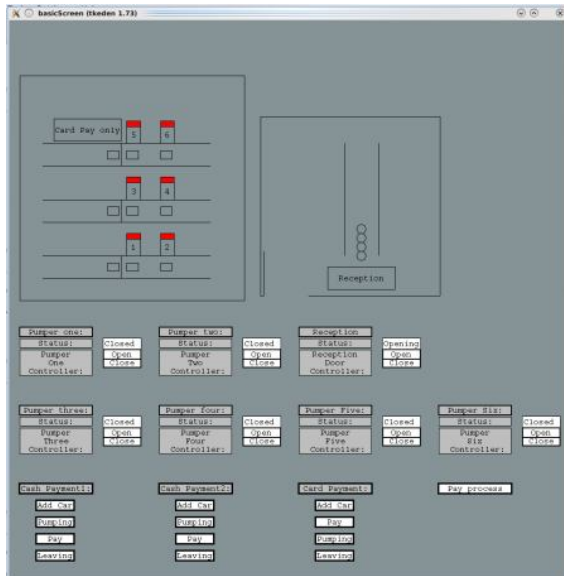 basicScreen (tkeden 1.73)
Card Pay only
5
6
3
4
1
2
Reception
Pumper one:
Status:
Closed
Pumper
One
Controller:
Open
Close
Pumper two:
Status:
Closed
Pumper
Two
Controller:
Open
Close
Reception
Status:
Opening
Reception
Door
Controller:
Open
Close
Pumper three:
Status:
Closed
Pumper
Three
Controller:
Open
Close
Pumper four:
Status:
Closed
Pumper
Four
Controller:
Open
Close
Pumper Five:
Status:
Closed
Pumper
Five
Controller:
Open
Close
Pumper Six:
Status:
Closed
Pumper
Six
Controller:
Open
Close
Cash Payment1:
Add Car
Pumping
Pay
Leaving
Cash Payment2:
Add Car
Pumping
Pay
Leaving
Card Payment:
Add Car
Pay
Pumping
Leaving
Pay process